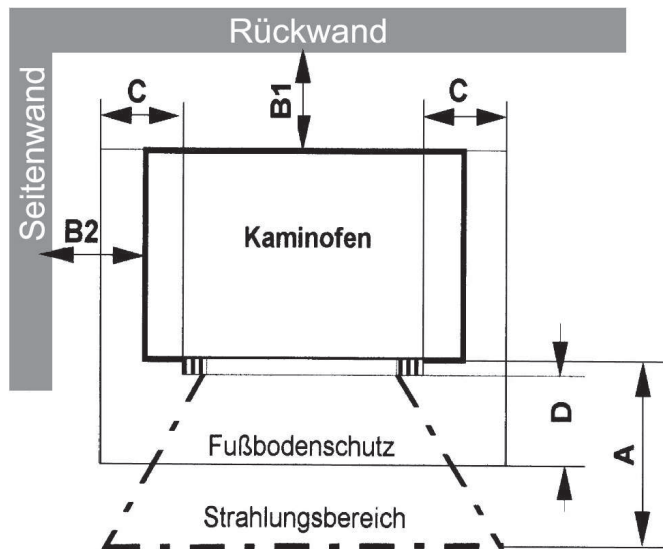 Rückwand
Seitenwand
C
B1
C
B2
Kaminofen
D
A
Fußbodenschutz
Strahlungsbereich